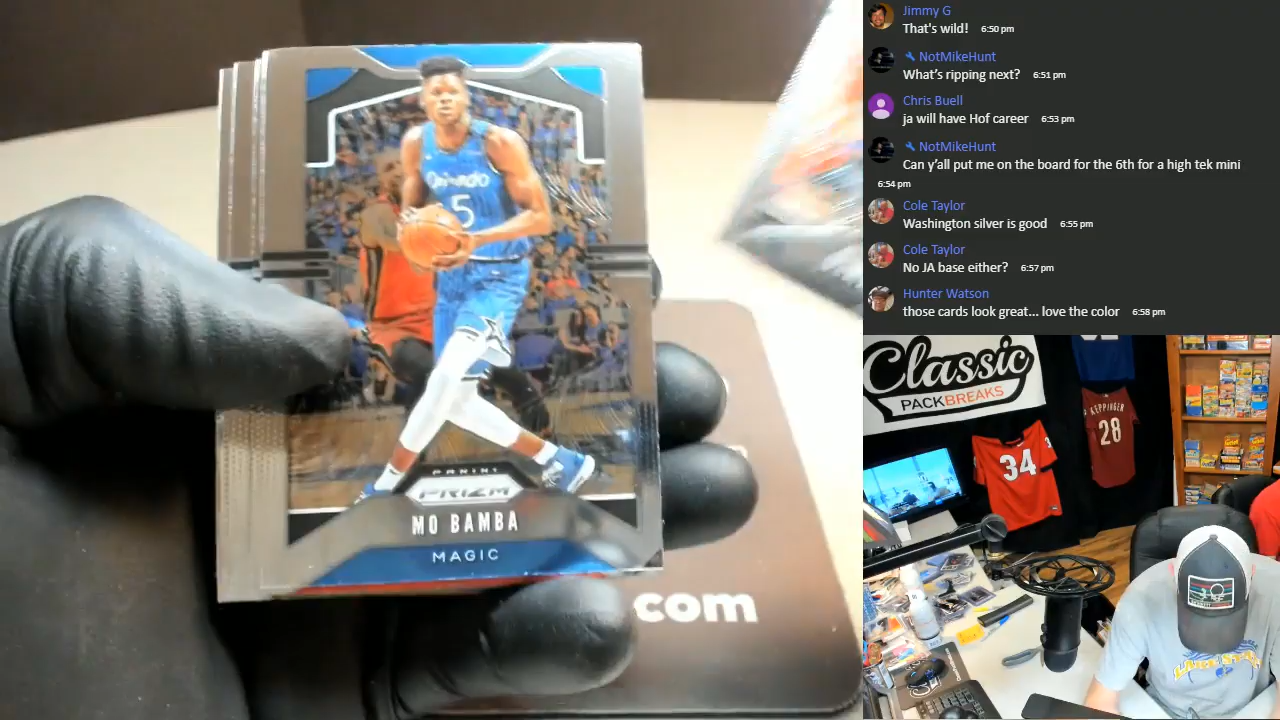 Jimmy G
That's wild! 6:50 pm
NotMikeHunt
What's ripping next? 6:51 pm
Chris Buell
ja will have Hof career 6:53 pm
NotMikeHunt
Can y'all put me on the board for the 6th for a high tek mini
6:54 pm
Cole Taylor
Washington silver is good 6:55 pm
Cole Taylor
No JA base either? 6:57 pm
Hunter Watson
those cards look great... love the color 6:58 pm
Orlando
5
PANINI
PRIZM
MO BAMBA
MAGIC
.com
Classic
PACKBREAKS
KEPPINGER
28
34